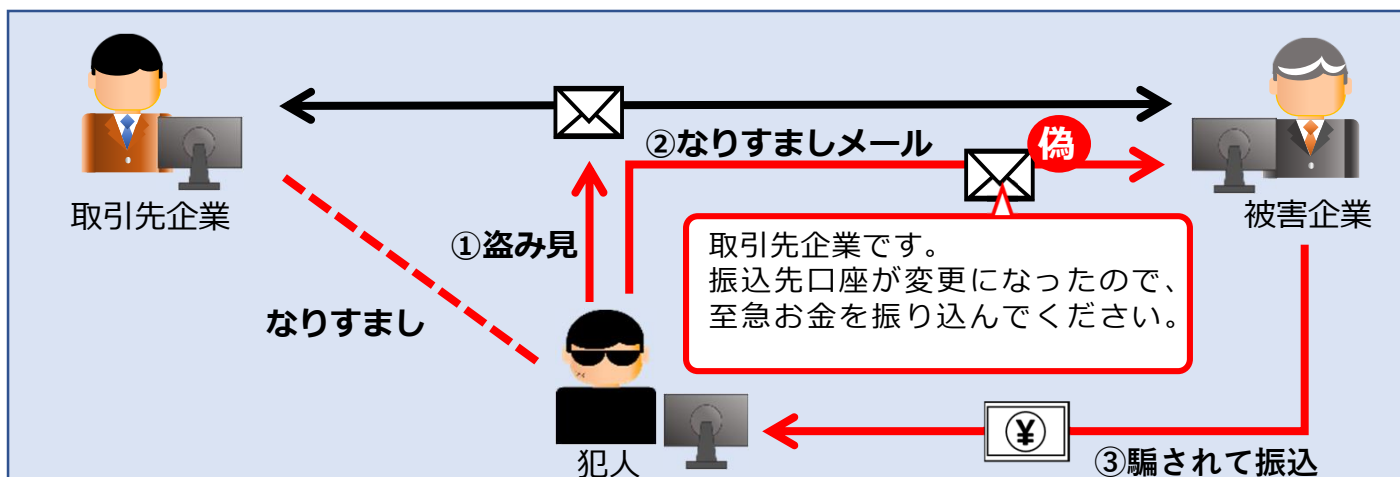 ②なりすましメール
偽
取引先企業
被害企業
①盗み見
取引先企業です。
振込先口座が変更になったので、
至急お金を振り込んでください。
なりすまし
¥
犯人
③騙されて振込